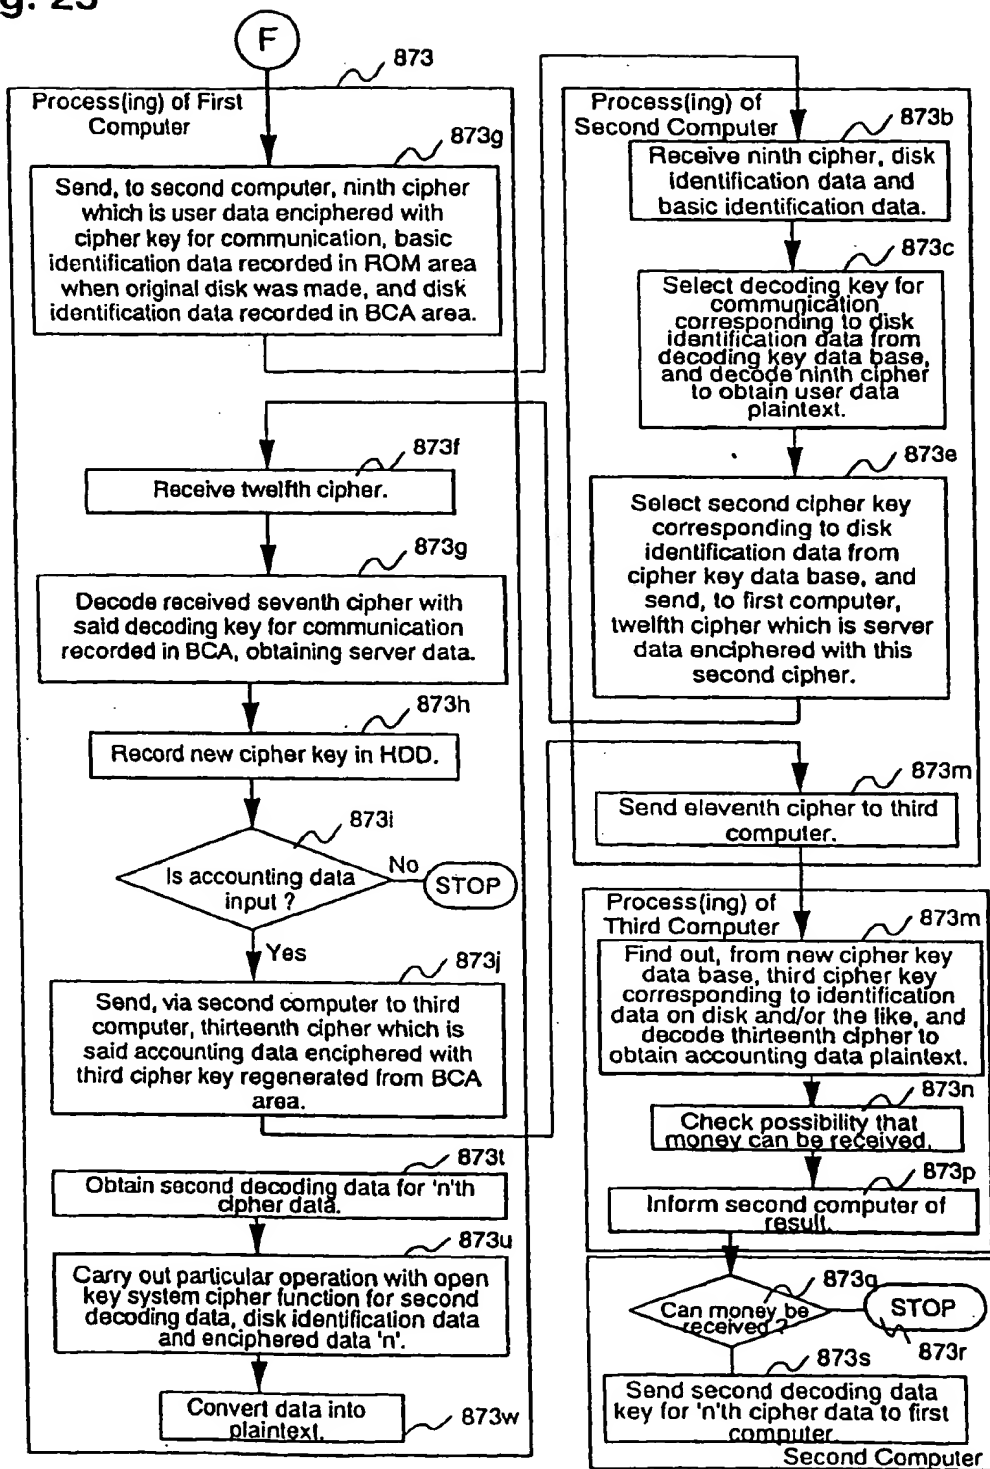 g. 23
F
873
Process(ing) of First
Computer
873g
Send, to second computer, ninth cipher
which is user data enciphered with
cipher key for communication, basic
identification data recorded in ROM area
when original disk was made, and disk
identification data recorded in BCA area.
873f
Receive twelfth cipher.
873g
Decode received seventh cipher with
said decoding key for communication
recorded in BCA, obtaining server data.
873h
Record new cipher key in HDD.
873i
Is accounting data
input ?
No
STOP
Yes
873j
Send, via second computer to third
computer, thirteenth cipher which is
said accounting data enciphered with
third cipher key regenerated from BCA
area.
873t
Obtain second decoding data for 'n'th
cipher data.
873u
Carry out particular operation with open
key system cipher function for second
decoding data, disk identification data
and enciphered data 'n'.
Convert data into
plaintext.
873w
Process(ing) of
Second Computer
873b
Receive ninth cipher, disk
identification data and
basic identification data.
873c
Select decoding key for
communication
corresponding to disk
identification data from
decoding key data base,
and decode ninth cipher
to obtain user data
plaintext.
873e
Select second cipher key
corresponding to disk
identification data from
cipher key data base, and
send, to first computer,
twelfth cipher which is server
data enciphered with this
second cipher.
873m
Send eleventh cipher to third
computer.
Process(ing) of
Third Computer
873m
Find out, from new cipher key
data base, third cipher key
corresponding to identification
data on disk and/or the like, and
decode thirteenth cipher to
obtain accounting data plaintext.
873n
Check possibility that
money can be received.
873p
Inform second computer of
result.
873q
Can money be
received ?
STOP
873r
873s
Send second decoding data
key for 'n'th cipher data to first
computer
Second Computer